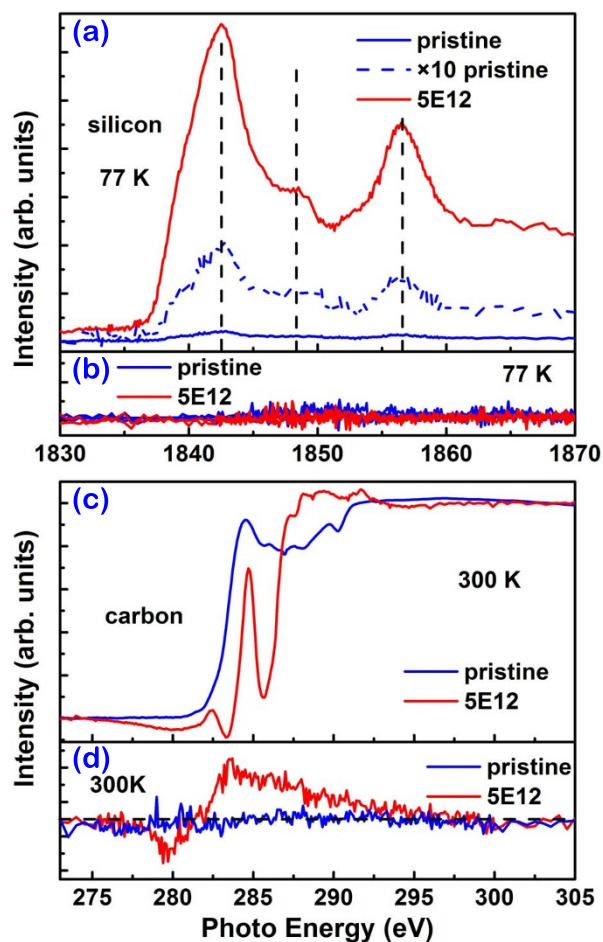 (a)
pristine
×10 pristine
5E12
silicon
77 K
Intensity (arb. units)
(b)
pristine
5E12
77 K
1830 1840 1850 1860 1870
(c)
300 K
carbon
pristine
5E12
Intensity (arb. units)
(d)
300K
pristine
5E12
275 280 285 290 295 300 305
Photo Energy (eV)